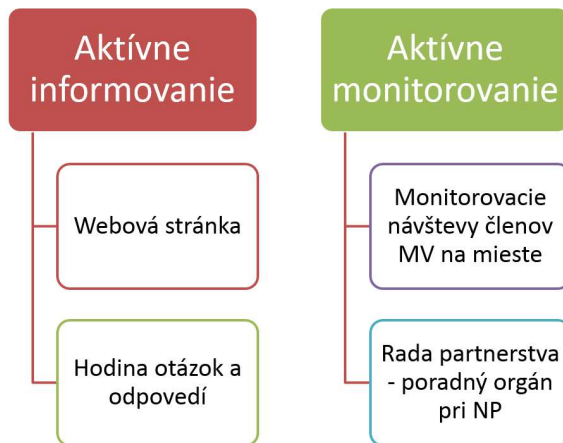 Aktívne
informovanie
Webová stránka
Hodina otázok a
odpovedí
Aktívne
monitorovanie
Monitorovacie
návštevy členov
MV na mieste
Rada partnerstva
- poradný orgán
pri NP